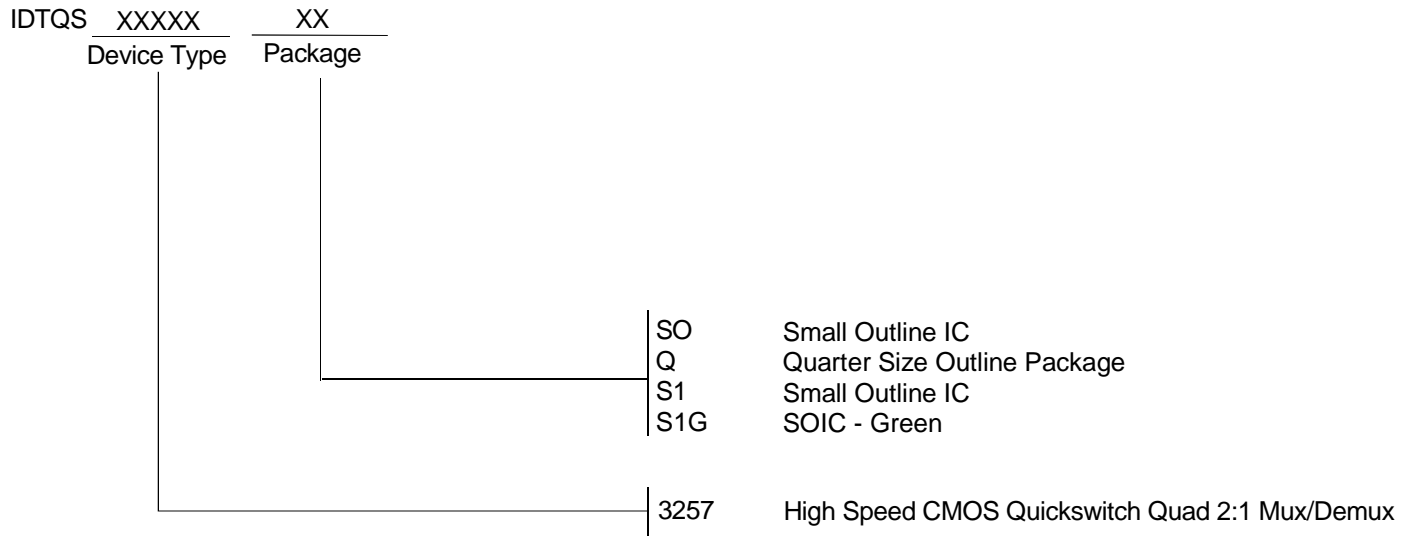 IDTQS XXXXX XX
Device Type Package
SO Small Outline IC
Q Quarter Size Outline Package
S1 Small Outline IC
S1G SOIC - Green
3257 High Speed CMOS Quickswitch Quad 2:1 Mux/Demux